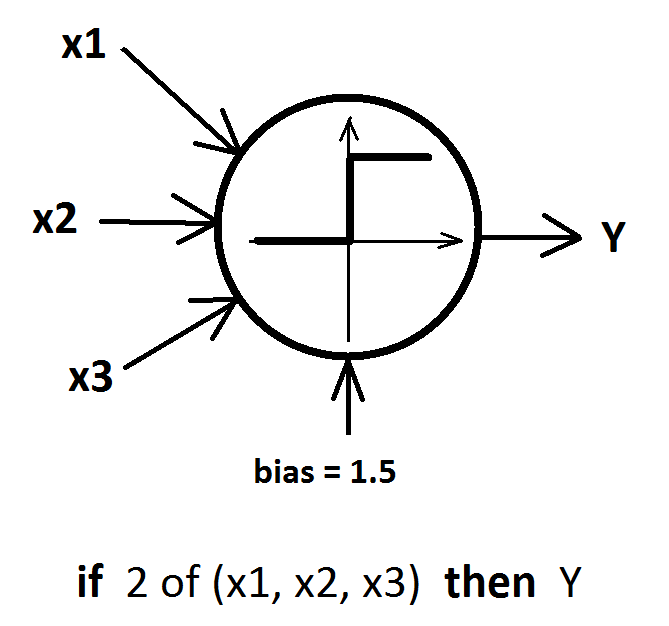 x1
x2
Y
x3
bias = 1.5
if 2 of (x1, x2, x3) then Y